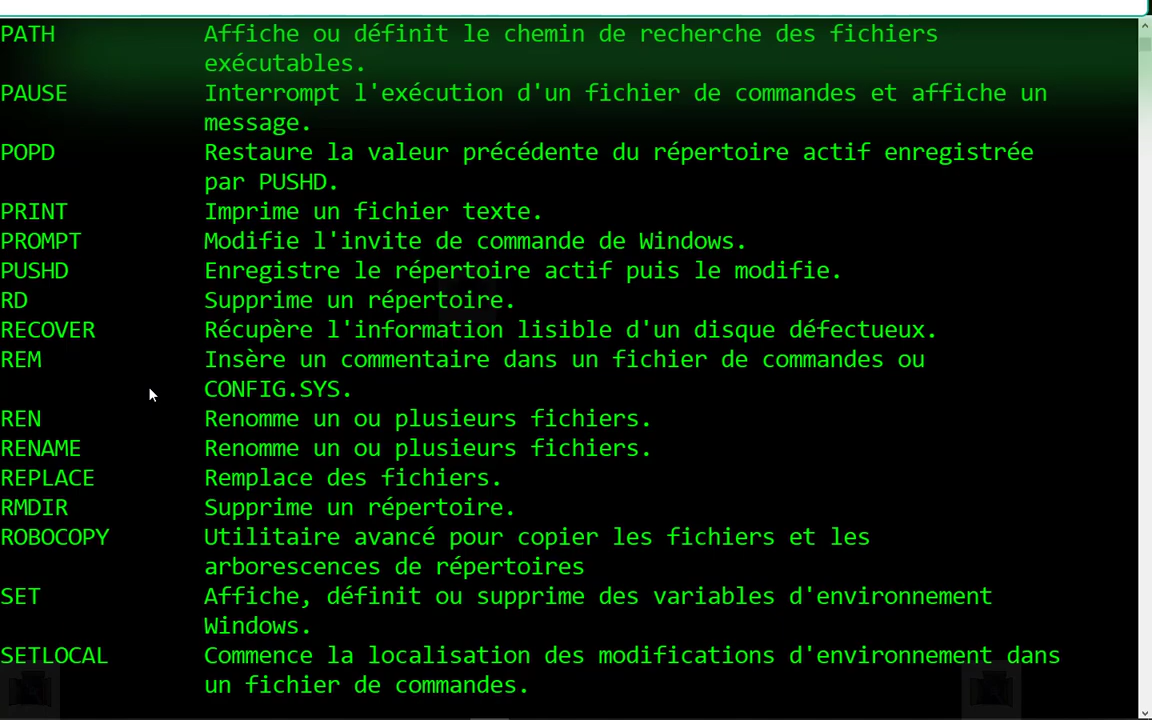 PATH Affiche ou définit le chemin de recherche des fichiers
exécutables.
PAUSE Interrompt l'exécution d'un fichier de commandes et affiche un
message.
POPD Restaure la valeur précédente du répertoire actif enregistrée
par PUSHD.
PRINT Imprime un fichier texte.
PROMPT Modifie l'invite de commande de Windows.
PUSHD Enregistre le répertoire actif puis le modifie.
RD Supprime un répertoire.
RECOVER Récupère l'information lisible d'un disque défectueux.
REM Insère un commentaire dans un fichier de commandes ou
CONFIG.SYS.
REN Renomme un ou plusieurs fichiers.
RENAME Renomme un ou plusieurs fichiers.
REPLACE Remplace des fichiers.
RMDIR Supprime un répertoire.
ROBOCOPY Utilitaire avancé pour copier les fichiers et les
arborescences de répertoires
SET Affiche, définit ou supprime des variables d'environnement
Windows.
SETLOCAL Commence la localisation des modifications d'environnement dans
un fichier de commandes.